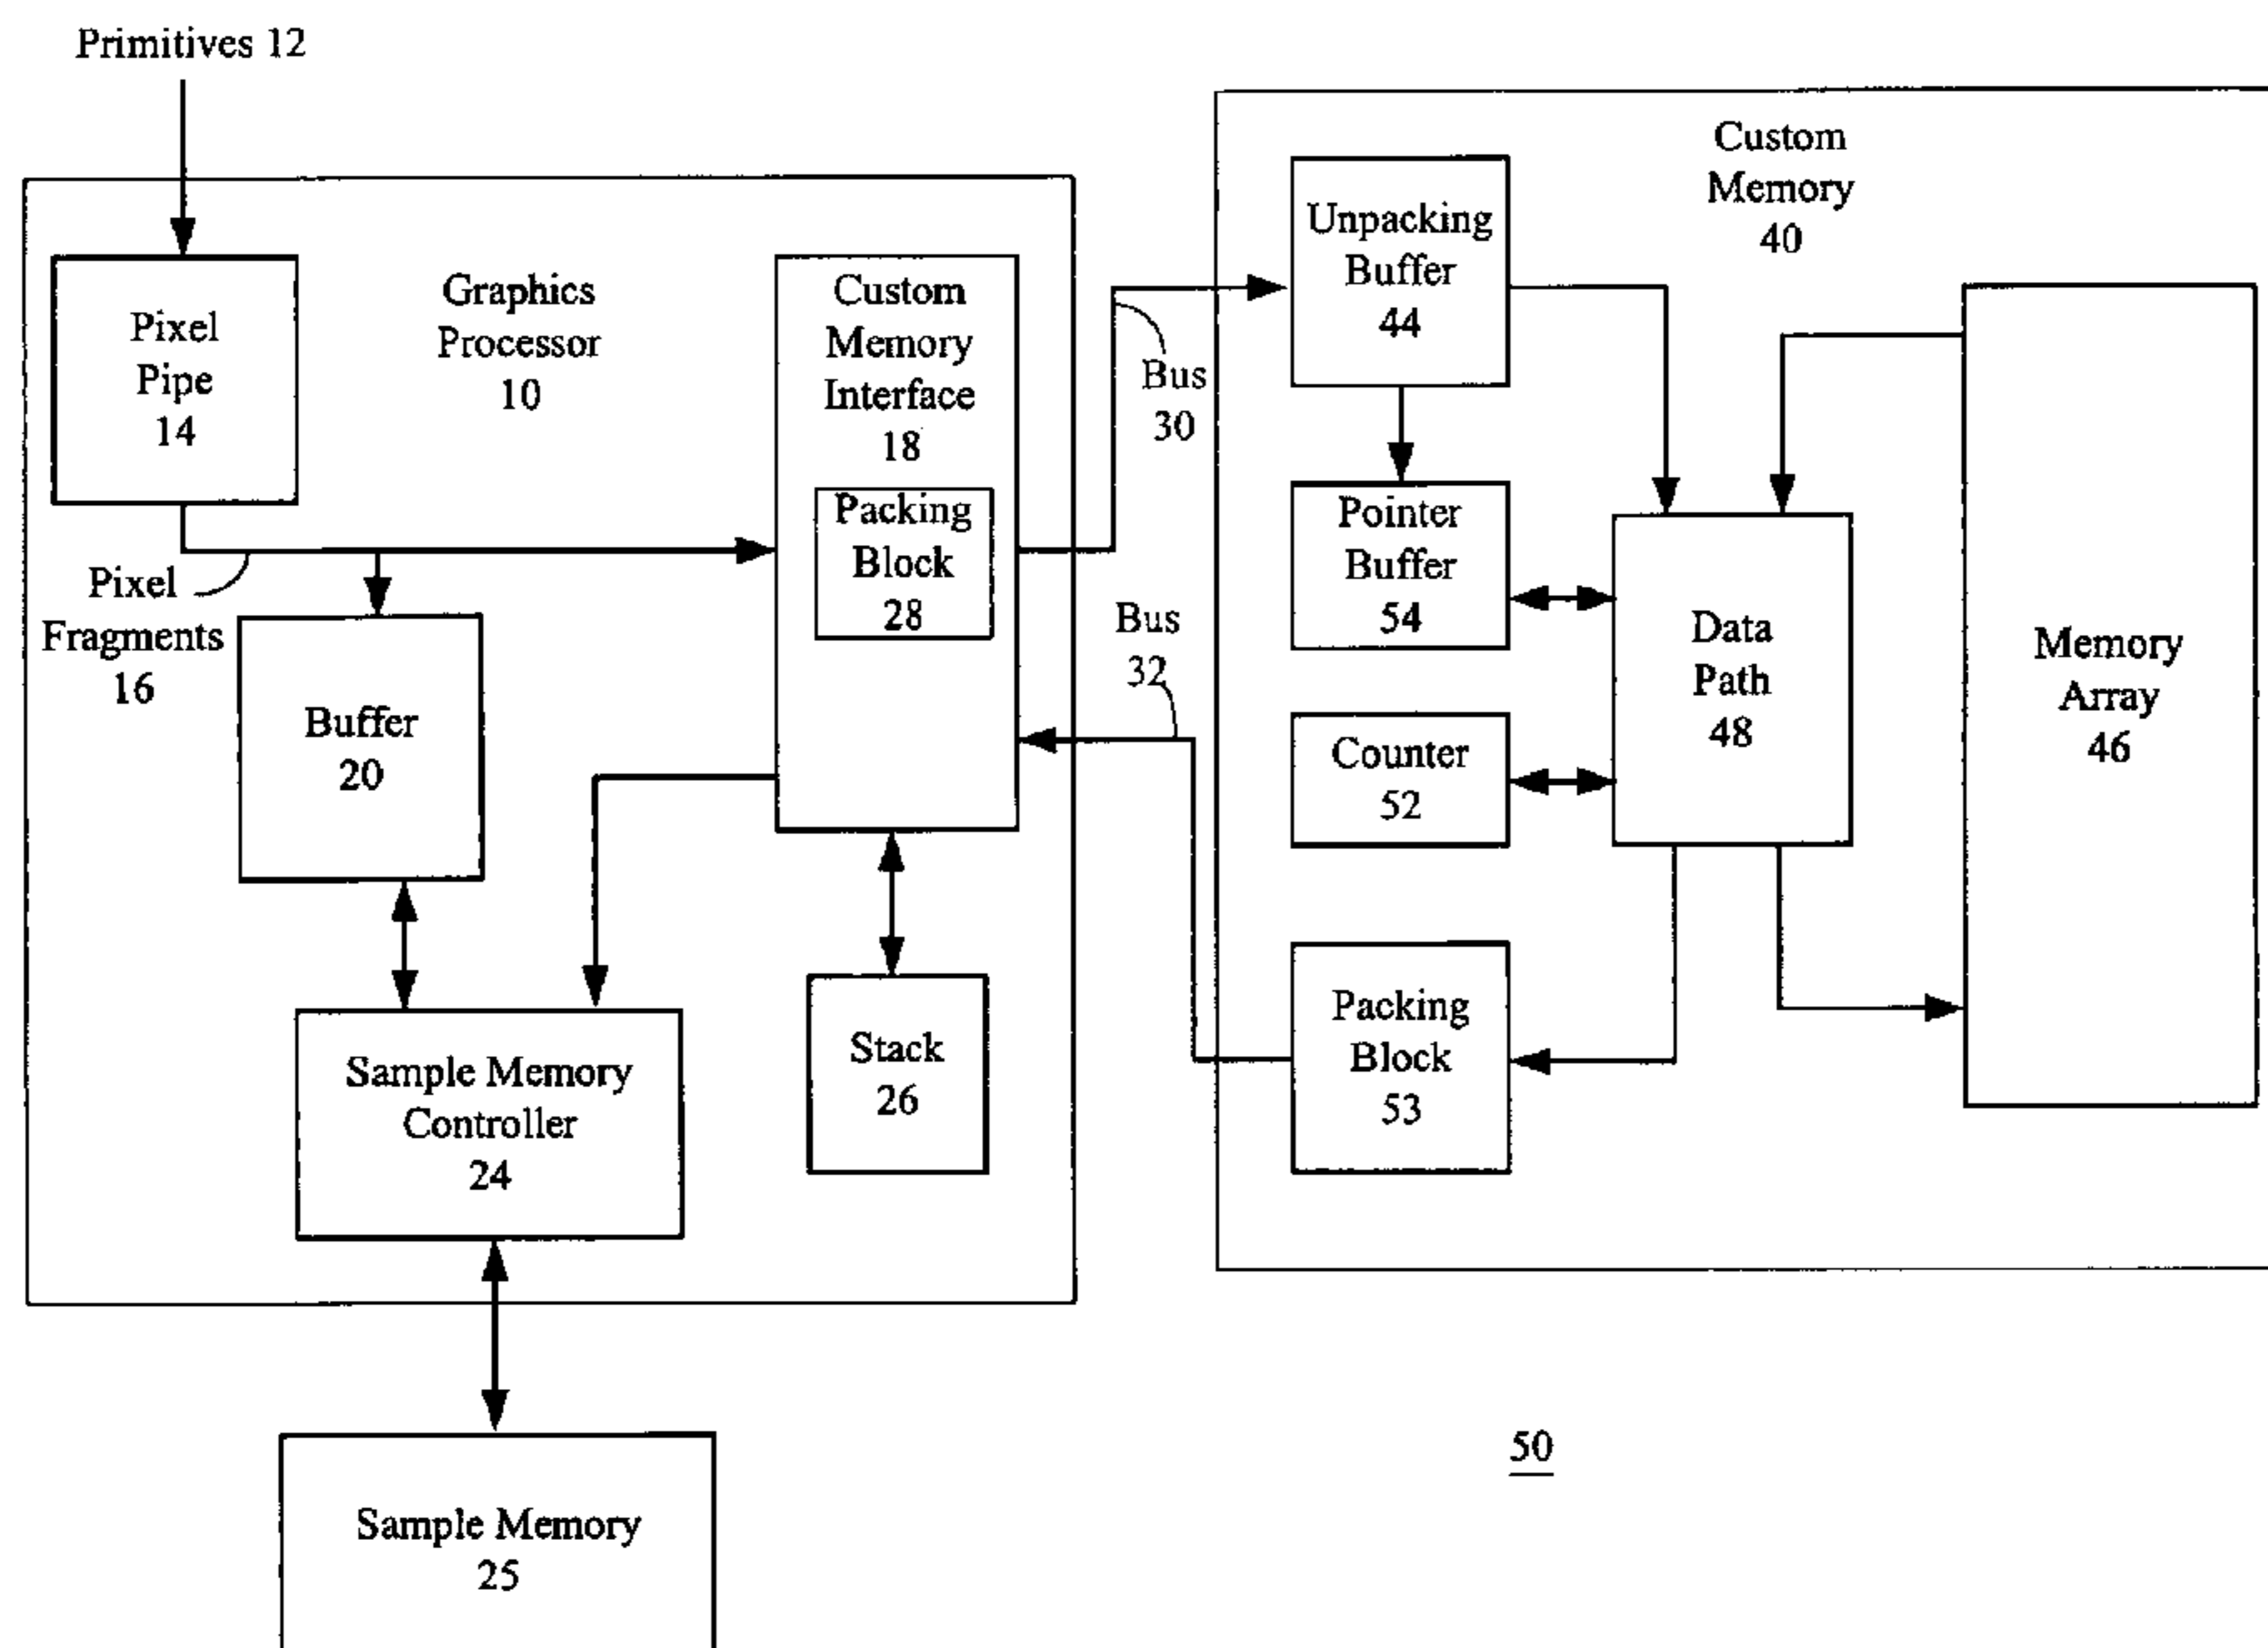 Primitives 12
Graphics
Processor
10
Pixel
Pipe
14
Pixel
Fragments
16
Buffer
20
Custom
Memory
Interface
18
Packing
Block
28
Sample Memory
Controller
24
Stack
26
Sample Memory
25
Bus
30
Bus
32
Custom
Memory
40
Unpacking
Buffer
44
Pointer
Buffer
54
Counter
52
Packing
Block
53
Data
Path
48
Memory
Array
46
50